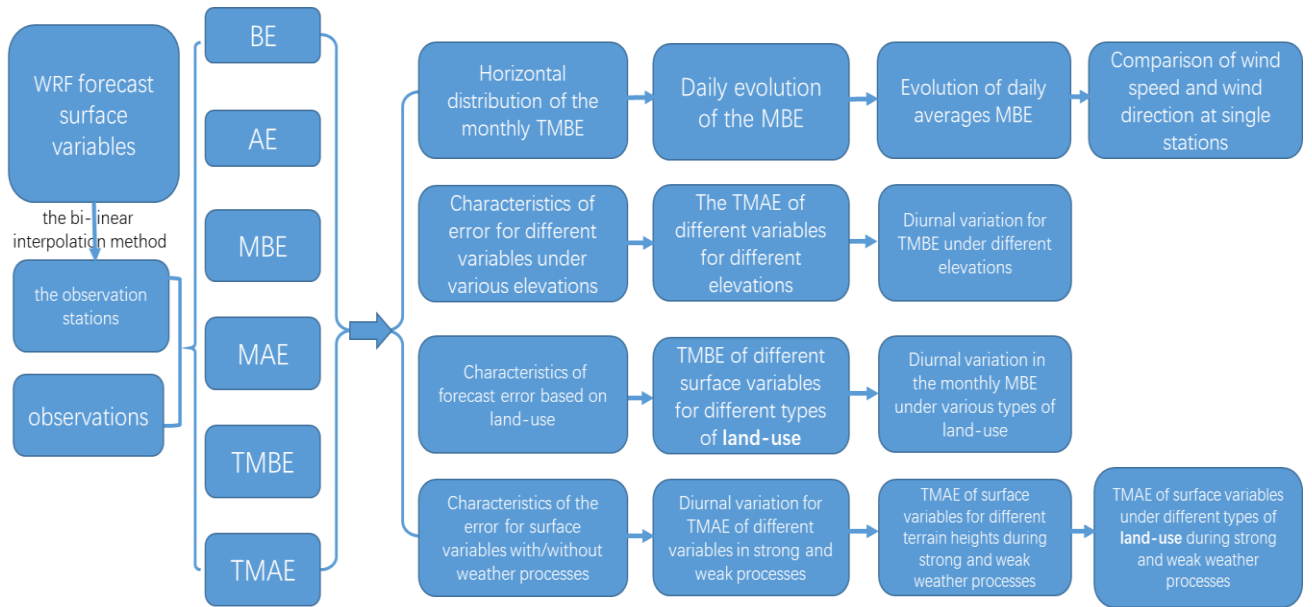 WRF forecast
surface
variables
the bi-linear
interpolation method
the observation
stations
observations
BE
AE
MBE
MAE
TMBE
TMAE
Horizontal
distribution of the
monthly TMBE
Daily evolution
of the MBE
Evolution of daily
averages MBE
Comparison of wind
speed and wind
direction at single
stations
Characteristics of
error for different
variables under
various elevations
The TMAE of
different variables
for different
elevations
Diurnal variation for
TMBE under different
elevations
Characteristics of
forecast error based on
land-use
TMBE of different
surface variables
for different types
of land-use
Diurnal variation in
the monthly MBE
under various types of
land-use
Characteristics of the
error for surface
variables with/without
weather processes
Diurnal variation for
TMAE of different
variables in strong and
weak processes
TMAE of surface
variables for different
terrain heights during
strong and weak
weather processes
TMAE of surface variables
under different types of
land-use during strong
and weak weather
processes